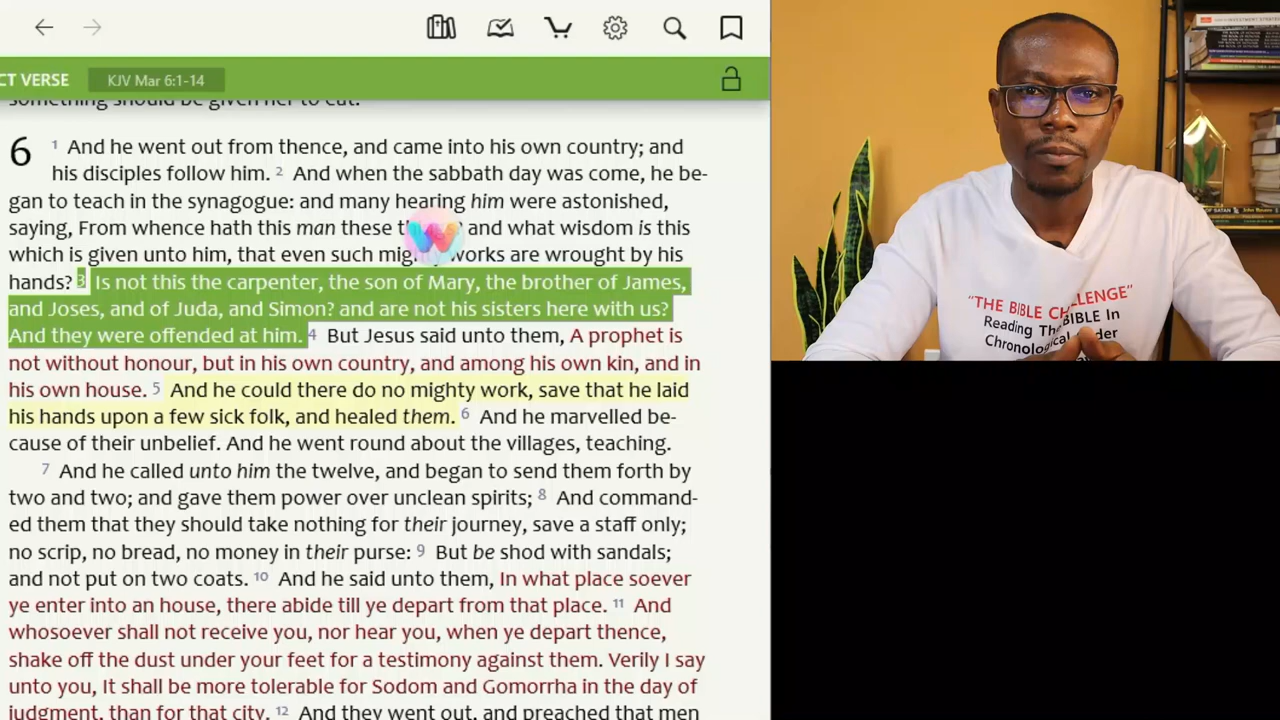 CT VERSE KJV Mar 6:1-14
something should be given her to eat.
6 1 And he went out from thence, and came into his own country; and
his disciples follow him. 2 And when the sabbath day was come, he be-
gan to teach in the synagogue: and many hearing him were astonished,
saying, From whence hath this man these and what wisdom is this
which is given unto him, that even such mighty works are wrought by his
hands? 3 Is not this the carpenter, the son of Mary, the brother of James,
and Joses, and of Juda, and Simon? and are not his sisters here with us?
And they were offended at him. 4 But Jesus said unto them, A prophet is
not without honour, but in his own country, and among his own kin, and in
his own house. 5 And he could there do no mighty work, save that he laid
his hands upon a few sick folk, and healed them. 6 And he marvelled be-
cause of their unbelief. And he went round about the villages, teaching.
7 And he called unto him the twelve, and began to send them forth by
two and two; and gave them power over unclean spirits; 8 And command-
ed them that they should take nothing for their journey, save a staff only;
no scrip, no bread, no money in their purse: 9 But be shod with sandals;
and not put on two coats. 10 And he said unto them, In what place soever
ye enter into an house, there abide till ye depart from that place. 11 And
whosoever shall not receive you, nor hear you, when ye depart thence,
shake off the dust under your feet for a testimony against them. Verily I say
unto you, It shall be more tolerable for Sodom and Gomorrha in the day of
judgment, than for that city. 12 And they went out, and preached that men
"THE BIBLE CHALLENGE"
Reading The BIBLE In
Chronological Order